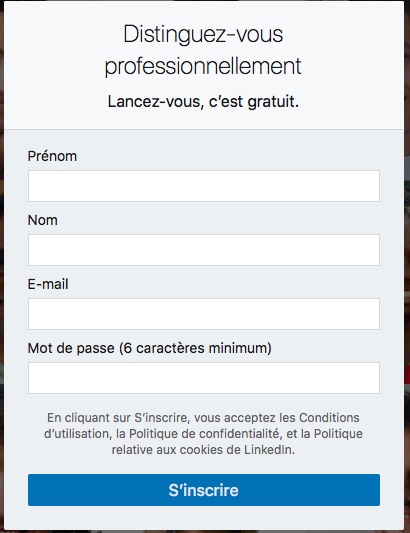 Distinguez-vous
professionnellement
Lancez-vous, c’est gratuit.
Prénom
Nom
E-mail
Mot de passe (6 caractères minimum)
En cliquant sur S’inscrire, vous acceptez les Conditions
d’utilisation, la Politique de confidentialité, et la Politique
relative aux cookies de LinkedIn.
S’inscrire